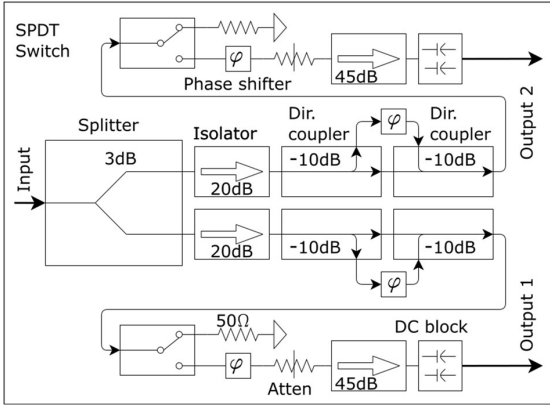 SPDT
Switch
φ
Phase shifter
45dB
Output 2
Splitter
3dB
Isolator
20dB
Dir.
coupler
-10dB
φ
Dir.
coupler
-10dB
Input
20dB
-10dB
φ
-10dB
Output 1
50Ω
φ
Atten
45dB
DC block